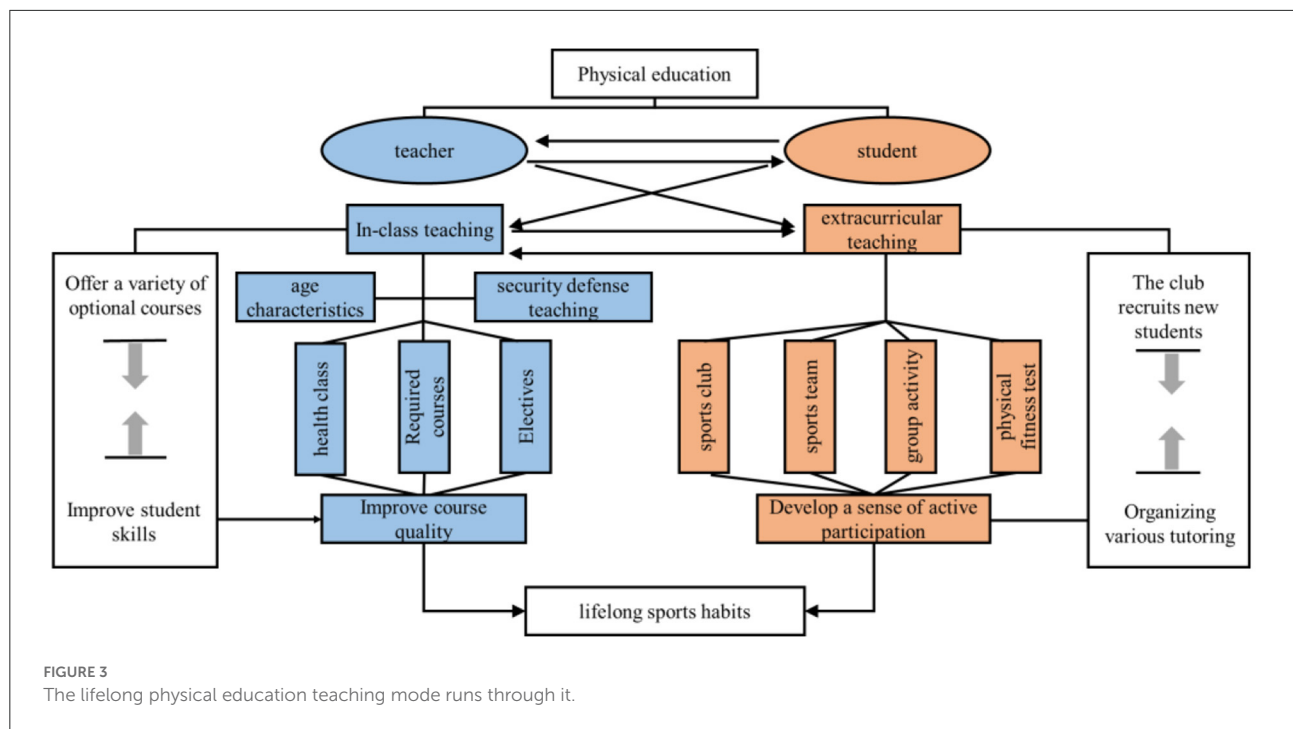 Physical education
teacher
student
In-class teaching
extracurricular
teaching
Offer a variety of
optional courses
Improve student
skills
age
characteristics
security defense
teaching
health class
Required
courses
Electives
Improve course
quality
sports club
sports team
group activity
physical
fitness test
Develop a sense of active
participation
The club
recruits new
students
Organizing
various tutoring
lifelong sports habits
FIGURE 3
The lifelong physical education teaching mode runs through it.